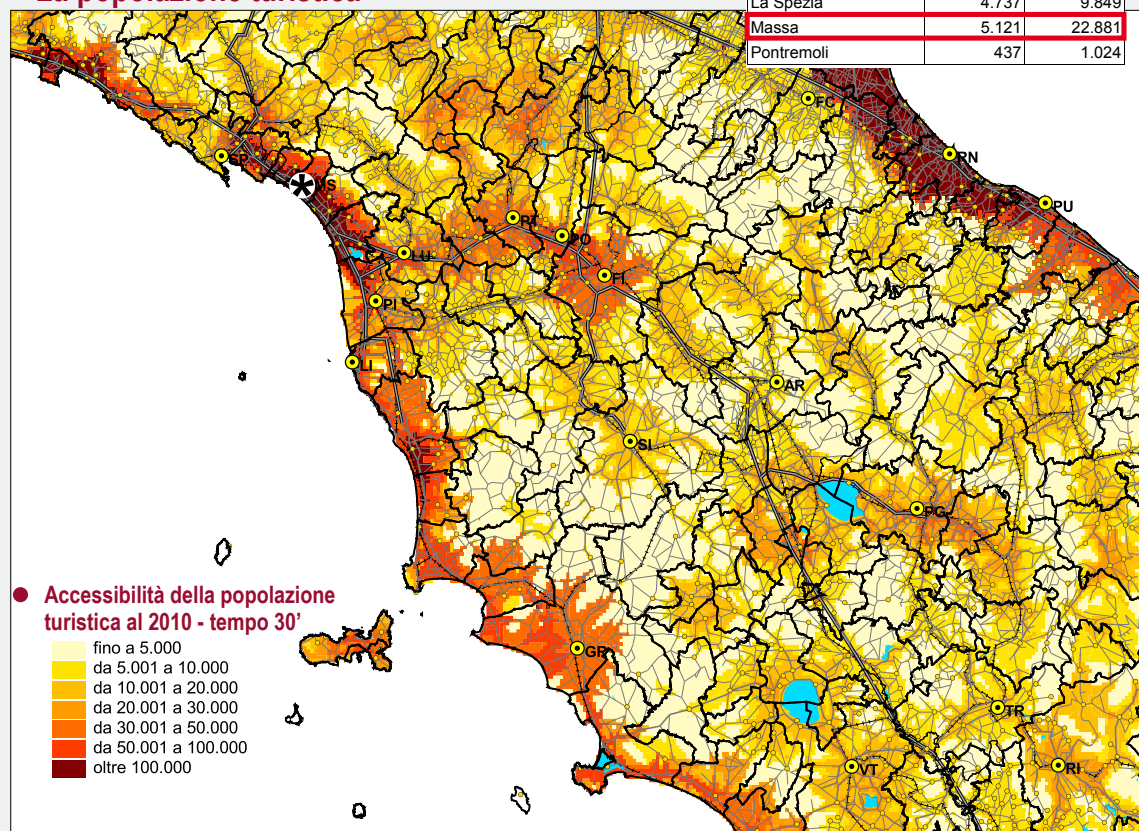 La popolazione turistica
La Spezia 4.737 9.849
Massa 5.121 22.881
Pontremoli 437 1.024
FC
RN
SP
MS
PU
PT
PO
LU
FI
PI
LI
AR
SI
PG
Accessibilità della popolazione
turistica al 2010 - tempo 30’
fino a 5.000
da 5.001 a 10.000
da 10.001 a 20.000
da 20.001 a 30.000
da 30.001 a 50.000
da 50.001 a 100.000
oltre 100.000
GR
TR
VT
RI